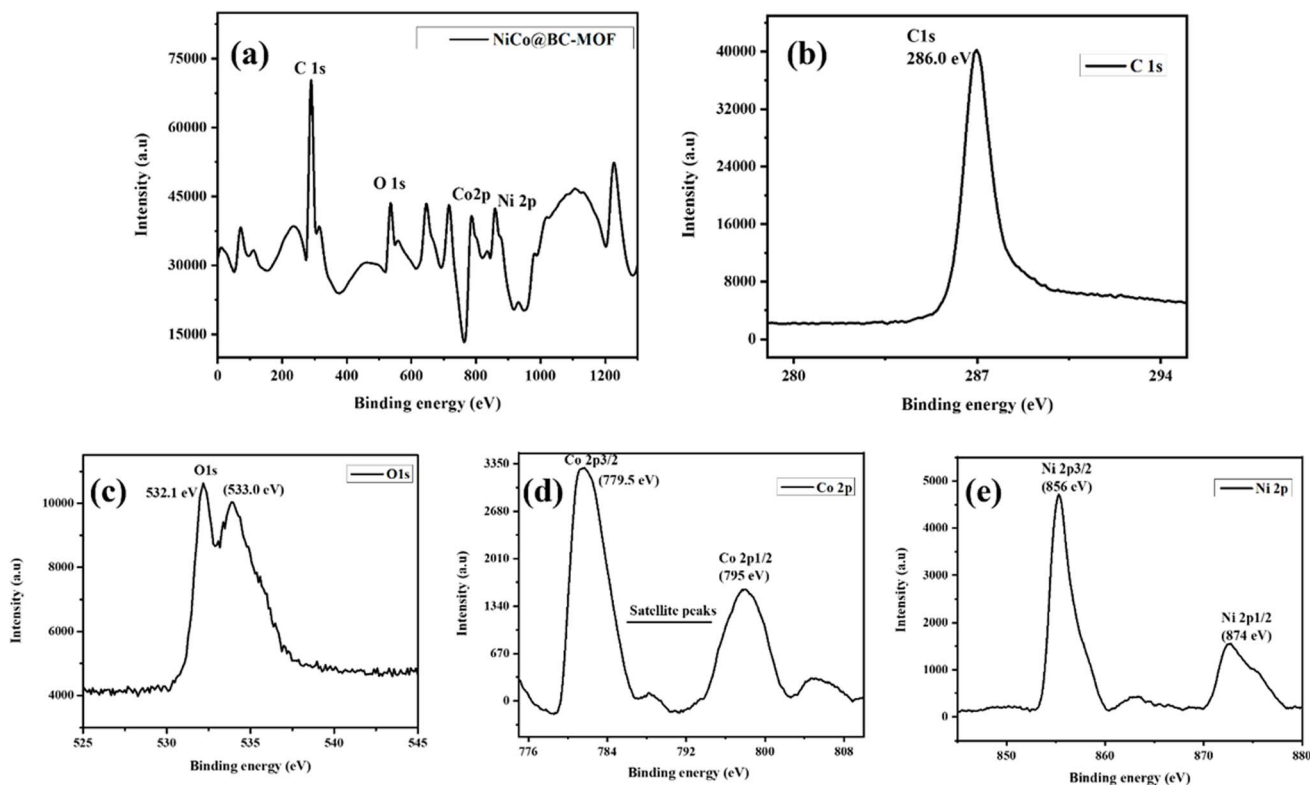 (a)
NiCo@BC-MOF
C 1s
O 1s
Co2p
Ni 2p
75000
60000
45000
30000
15000
Intensity (a.u)
0 200 400 600 800 1000 1200
Binding energy (eV)
(b)
C1s
286.0 eV
C 1s
40000
32000
24000
16000
8000
0
Intensity (a.u)
280 287 294
Binding energy (eV)
(c)
O1s
532.1 eV
(533.0 eV)
O1s
10000
8000
6000
4000
Intensity (a.u)
525 530 535 540 545
Binding energy (eV)
(d)
Co 2p3/2
(779.5 eV)
Co 2p
Co 2p1/2
(795 eV)
Satellite peaks
3350
2680
2010
1340
670
0
Intensity (a.u)
776 784 792 800 808
Binding energy (eV)
(e)
Ni 2p3/2
(856 eV)
Ni 2p
Ni 2p1/2
(874 eV)
5000
4000
3000
2000
1000
0
Intensity (a.u)
850 860 870 880
Binding energy (eV)